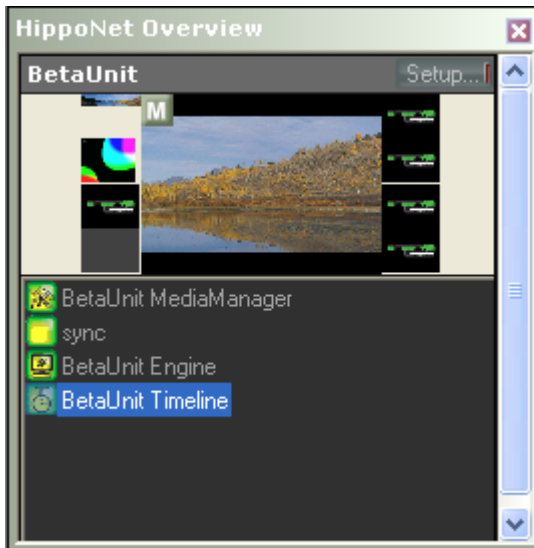 HippoNet Overview
BetaUnit Setup...
M
BetaUnit MediaManager
sync
BetaUnit Engine
BetaUnit Timeline